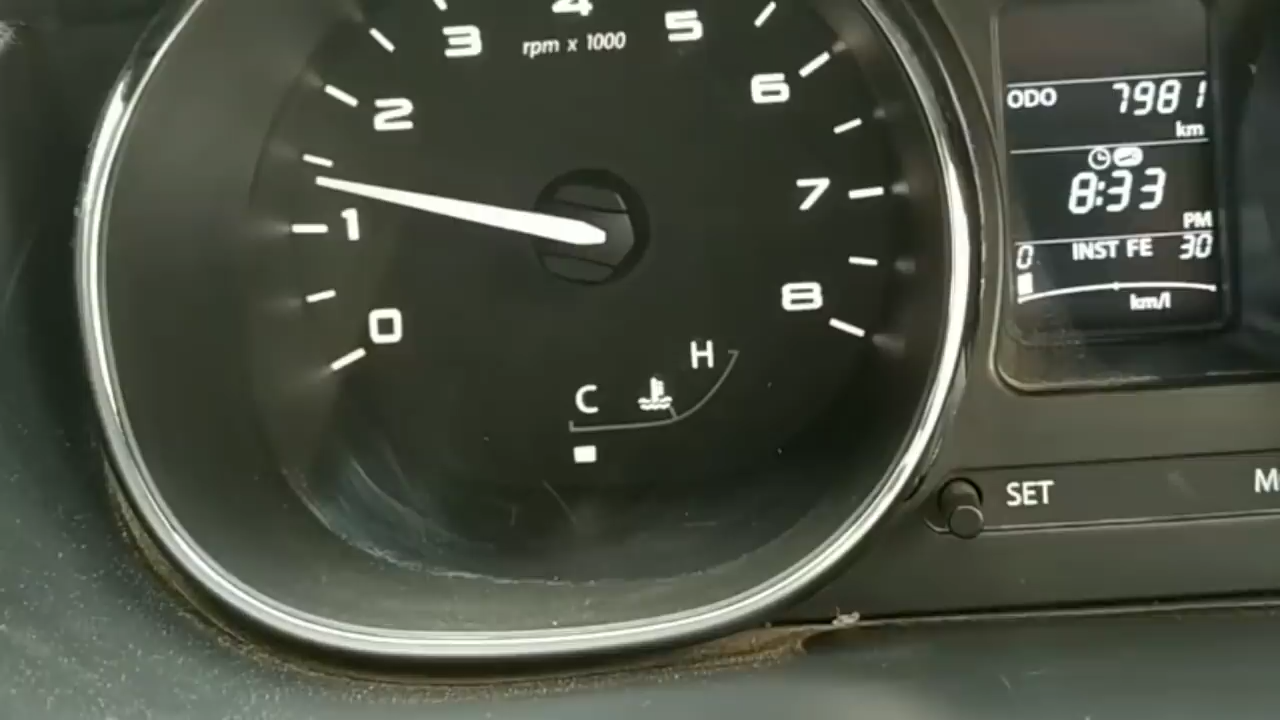 3 4 5
rpm x 1000
2 6
1 7
0 8
C H
ODO 7981
km
8:33
PM
0 INST FE 30
km/l
SET